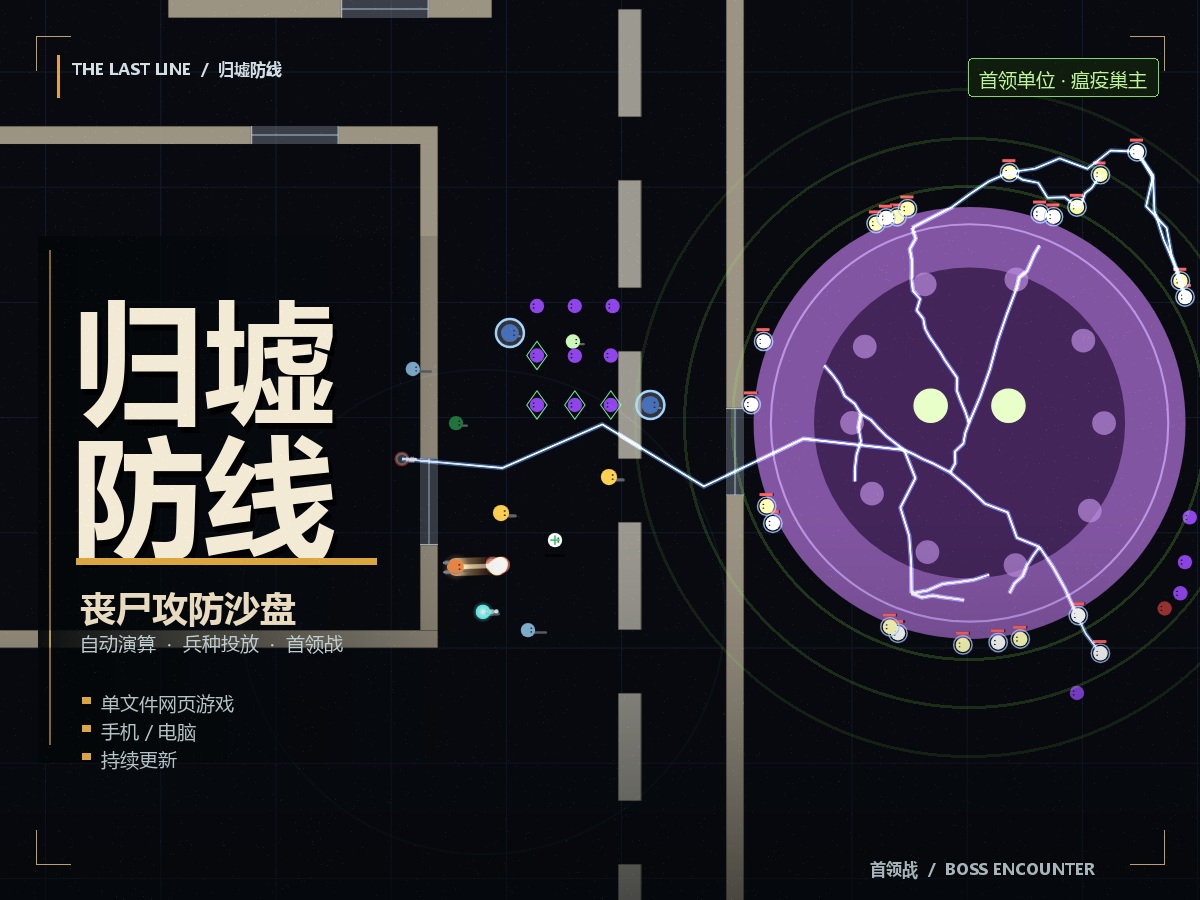 THE LAST LINE / 归墟防线
首领单位 · 瘟疫巢主
归墟
防线
丧尸攻防沙盘
自动演算 · 兵种投放 · 首领战
单文件网页游戏
手机 / 电脑
持续更新
首领战 / BOSS ENCOUNTER